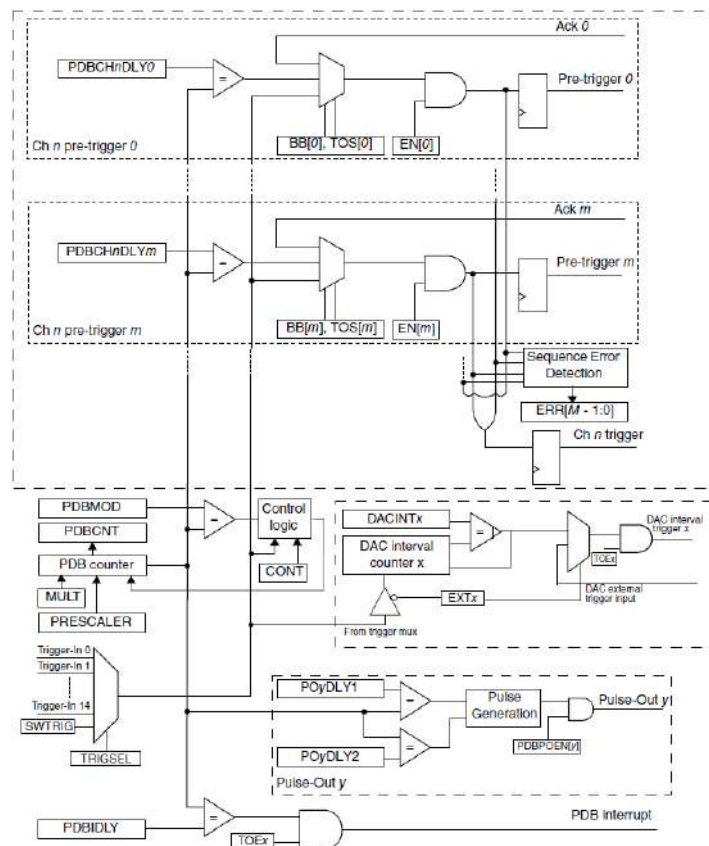 Ack 0
PDBCHnDLY0
=
Pre-trigger 0
BB[0], TOS[0]
EN[0]
Ch n pre-trigger 0
Ack m
PDBCHnDLYm
=
Pre-trigger m
BB[m], TOS[m]
EN[m]
Ch n pre-trigger m
Sequence Error
Detection
ERR[M - 1:0]
Ch n trigger
PDBMOD
=
Control
logic
PDBCNT
PDB counter
CONT
MULT
PRESCALER
DACINTx
=
DAC interval
counter x
DAC interval
trigger x
TOEx
EXTx
DAC external
trigger input
From trigger mux
Trigger-In 0
Trigger-In 1
Trigger-In 14
SWTRIG
TRIGSEL
POyDLY1
=
Pulse
Generation
Pulse-Out y
PDBPOEN[y]
POyDLY2
=
Pulse-Out y
PDBIDLY
=
TOEx
PDB interrupt